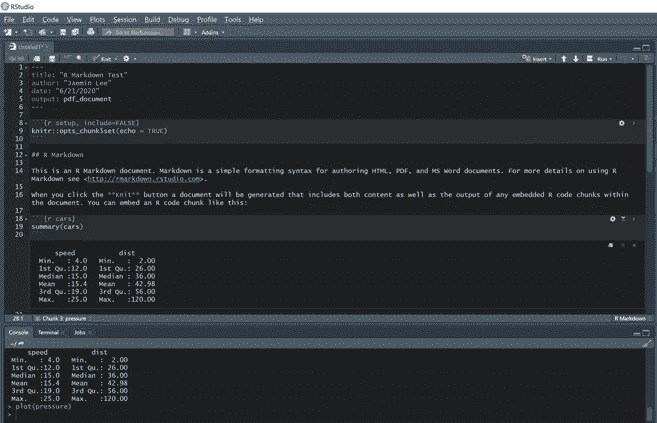 RStudio
File Edit Code View Plots Session Build Debug Profile Tools Help
Go to file/function Addins
Untitled1*
Knit Insert Run
1 ---
2 title: "R Markdown Test"
3 author: "Jaemin Lee"
4 date: "6/21/2020"
5 output: pdf_document
6 ---
7
8 ```{r setup, include=FALSE}
9 knitr::opts_chunk$set(echo = TRUE)
10 ```
11
12 ## R Markdown
13
14 This is an R Markdown document. Markdown is a simple formatting syntax for authoring HTML, PDF, and MS Word documents. For more details on using R
Markdown see <http://rmarkdown.rstudio.com>.
15
16 When you click the **Knit** button a document will be generated that includes both content as well as the output of any embedded R code chunks within
the document. You can embed an R code chunk like this:
17
18 ```{r cars}
19 summary(cars)
20 ```
speed dist
Min. : 4.0 Min. : 2.00
1st Qu.:12.0 1st Qu.: 26.00
Median :15.0 Median : 36.00
Mean :15.4 Mean : 42.98
3rd Qu.:19.0 3rd Qu.: 56.00
Max. :25.0 Max. :120.00
28:1 Chunk 3: pressure R Markdown
Console Terminal Jobs
~/
speed dist
Min. : 4.0 Min. : 2.00
1st Qu.:12.0 1st Qu.: 26.00
Median :15.0 Median : 36.00
Mean :15.4 Mean : 42.98
3rd Qu.:19.0 3rd Qu.: 56.00
Max. :25.0 Max. :120.00
> plot(pressure)
>